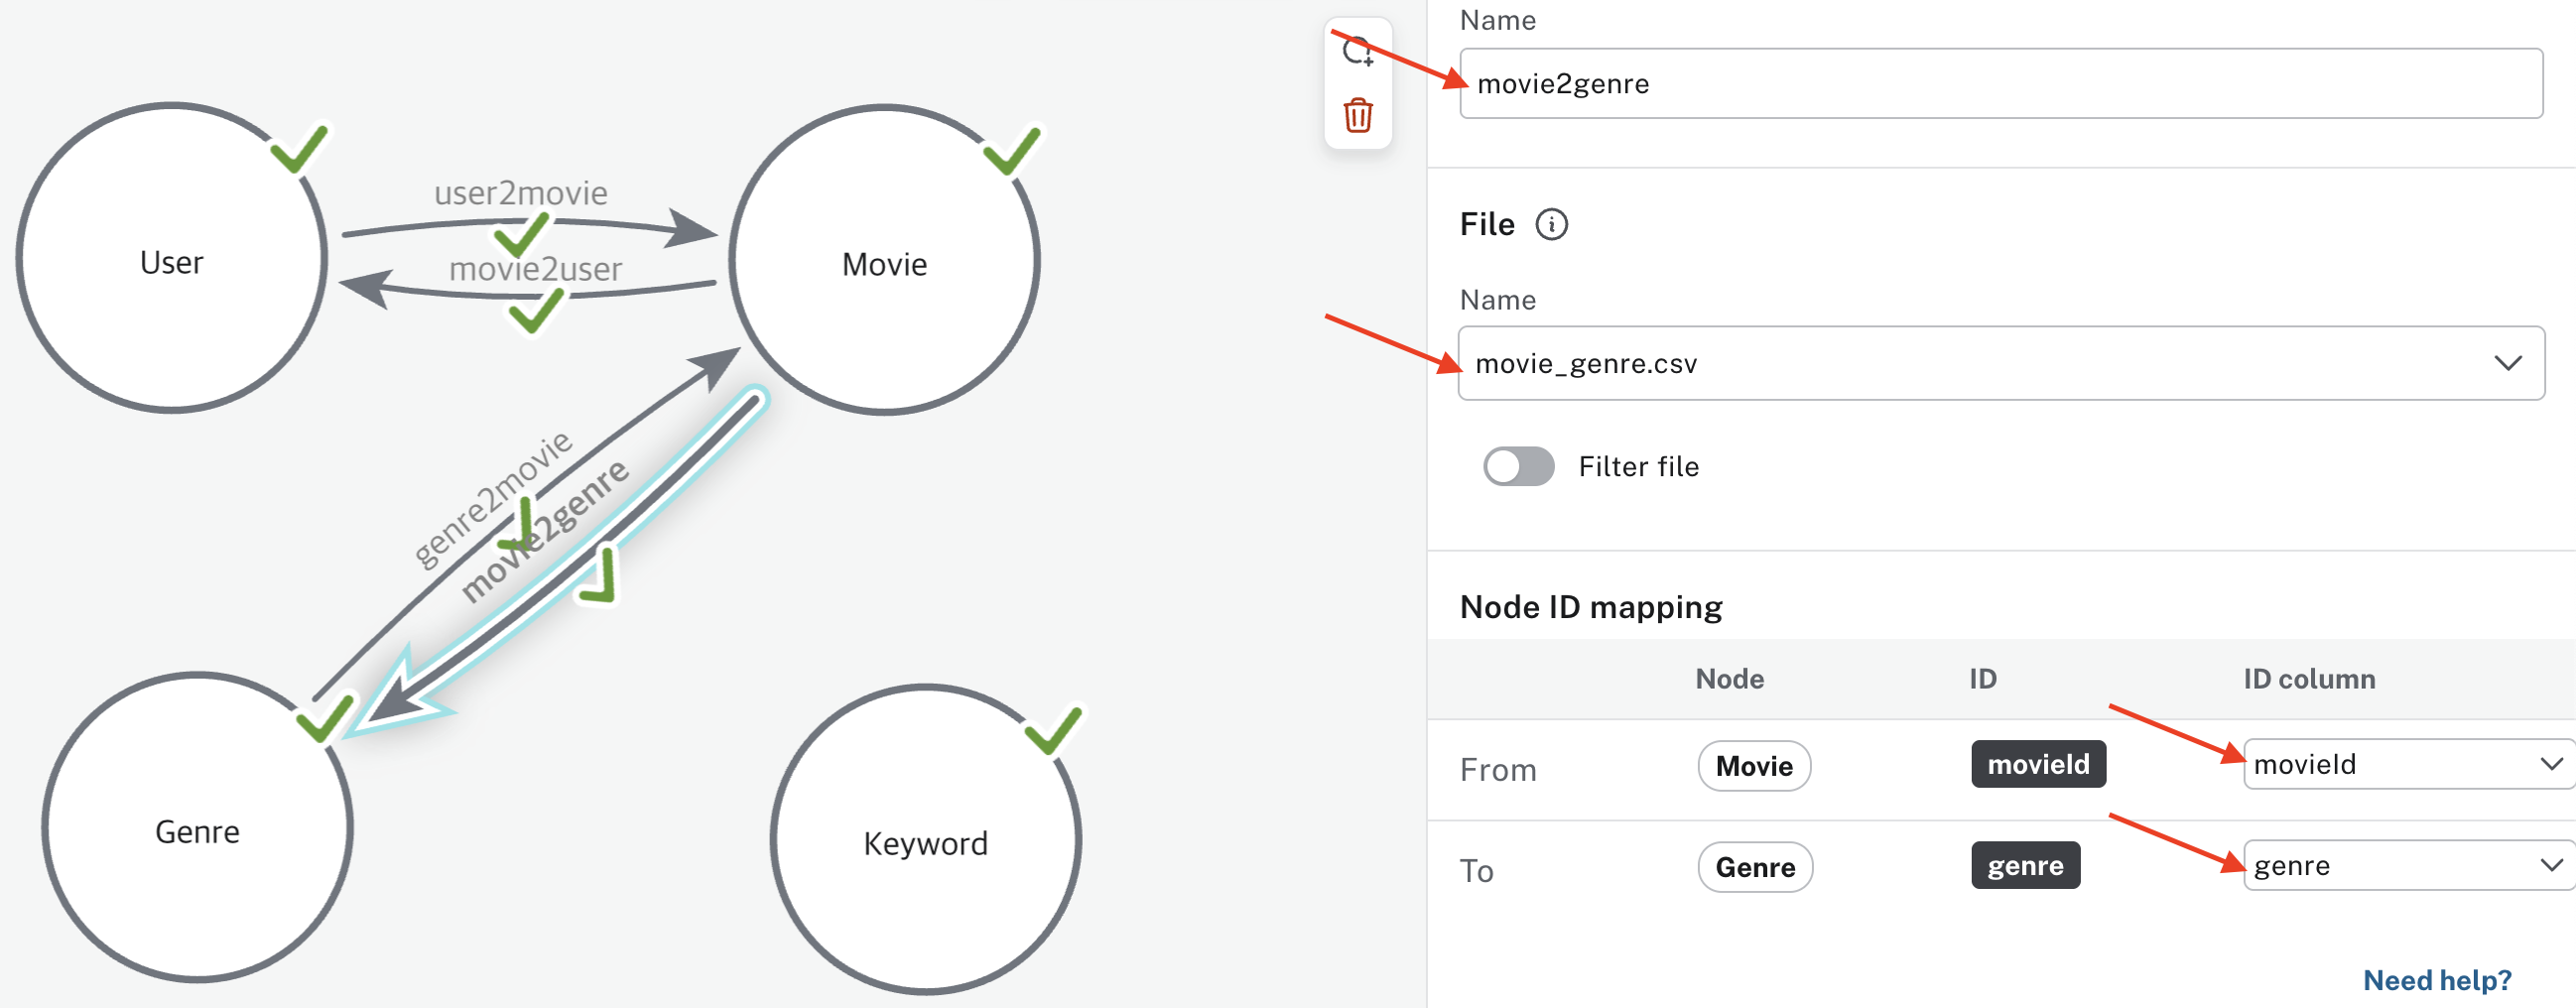 User
user2movie
movie2user
Movie
genre2movie
movie2genre
Genre
Keyword
Name
movie2genre
File
Name
movie_genre.csv
Filter file
Node ID mapping
Node ID ID column
From Movie movieId movieId
To Genre genre genre
Need help?